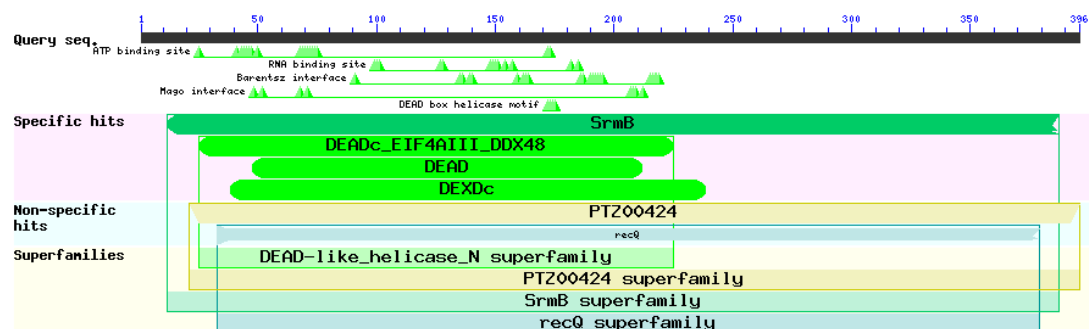 1 50 100 150 200 250 300 350 396
Query seq.
ATP binding site
RNA binding site
Barentsz interface
Mago interface
DEAD box helicase motif
Specific hits
SrmB
DEADc_EIF4AIII_DDX48
DEAD
DEXDc
Non-specific
hits
PTZ00424
recQ
Superfamilies
DEAD-like_helicase_N superfamily
PTZ00424 superfamily
SrmB superfamily
recQ superfamily